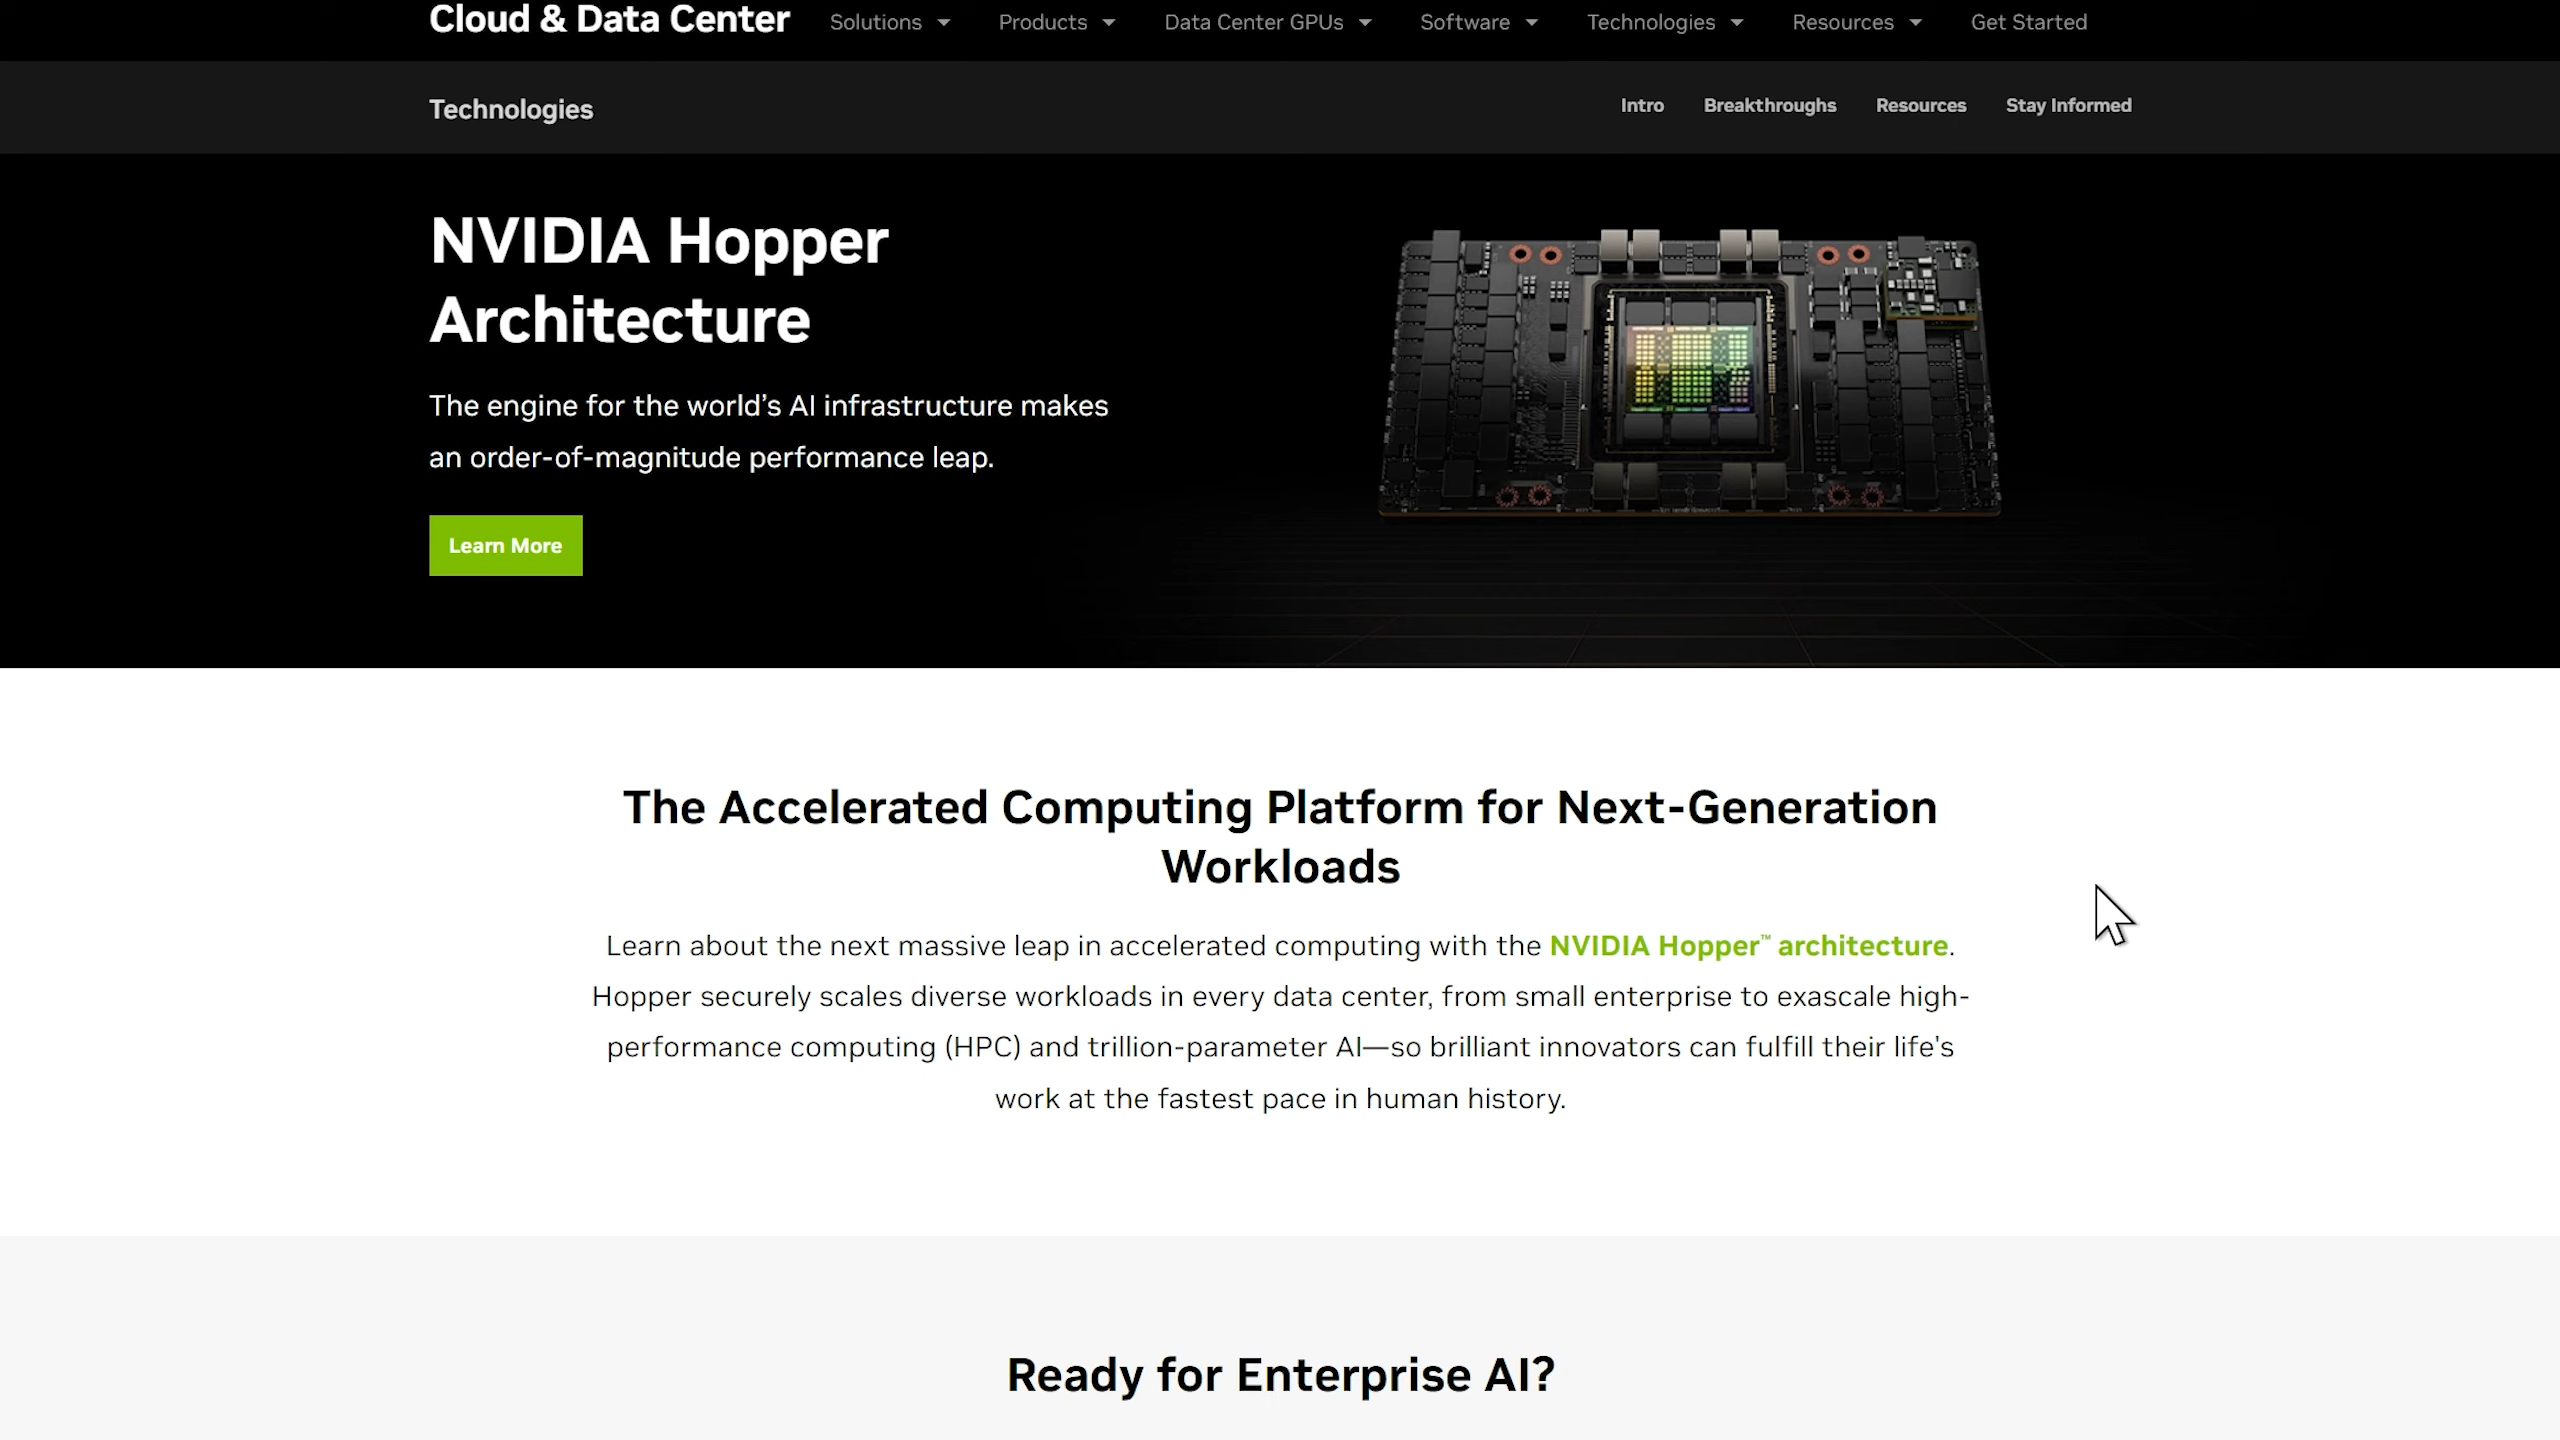 Cloud & Data Center Solutions Products Data Center GPUs Software Technologies Resources Get Started
Technologies Intro Breakthroughs Resources Stay Informed
NVIDIA Hopper
Architecture
The engine for the world’s AI infrastructure makes
an order-of-magnitude performance leap.
Learn More
The Accelerated Computing Platform for Next-Generation
Workloads
Learn about the next massive leap in accelerated computing with the NVIDIA Hopper™ architecture.
Hopper securely scales diverse workloads in every data center, from small enterprise to exascale high-
performance computing (HPC) and trillion-parameter AI—so brilliant innovators can fulfill their life's
work at the fastest pace in human history.
Ready for Enterprise AI?